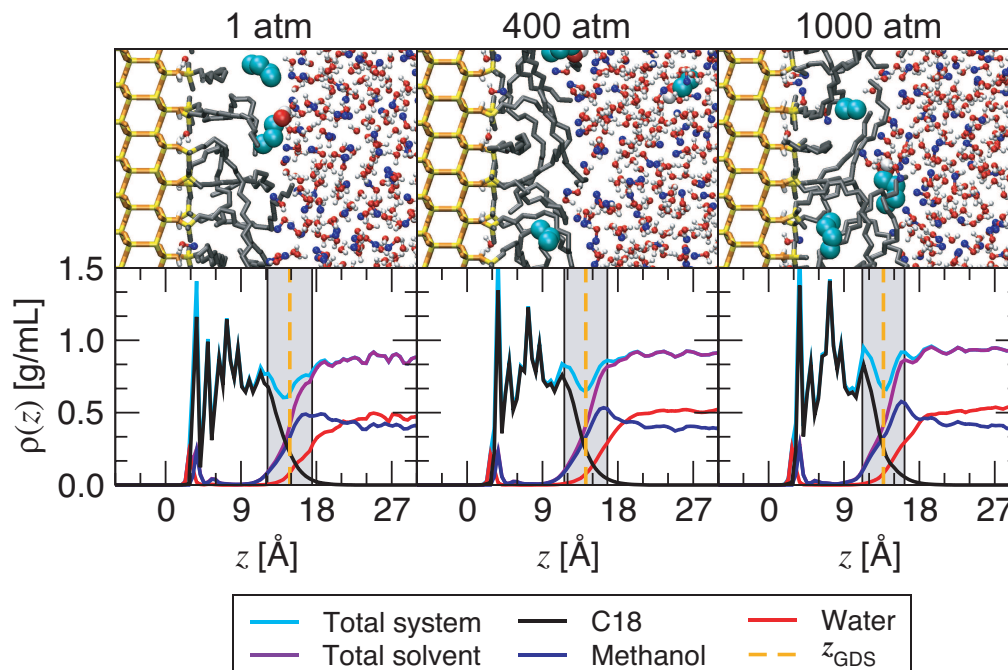 1 atm 400 atm 1000 atm
1.5
1.0
0.5
0.0
ρ(z) [g/mL]
0 9 18 27 0 9 18 27 0 9 18 27
z [Å] z [Å] z [Å]
Total system C18 Water
Total solvent Methanol zGDS